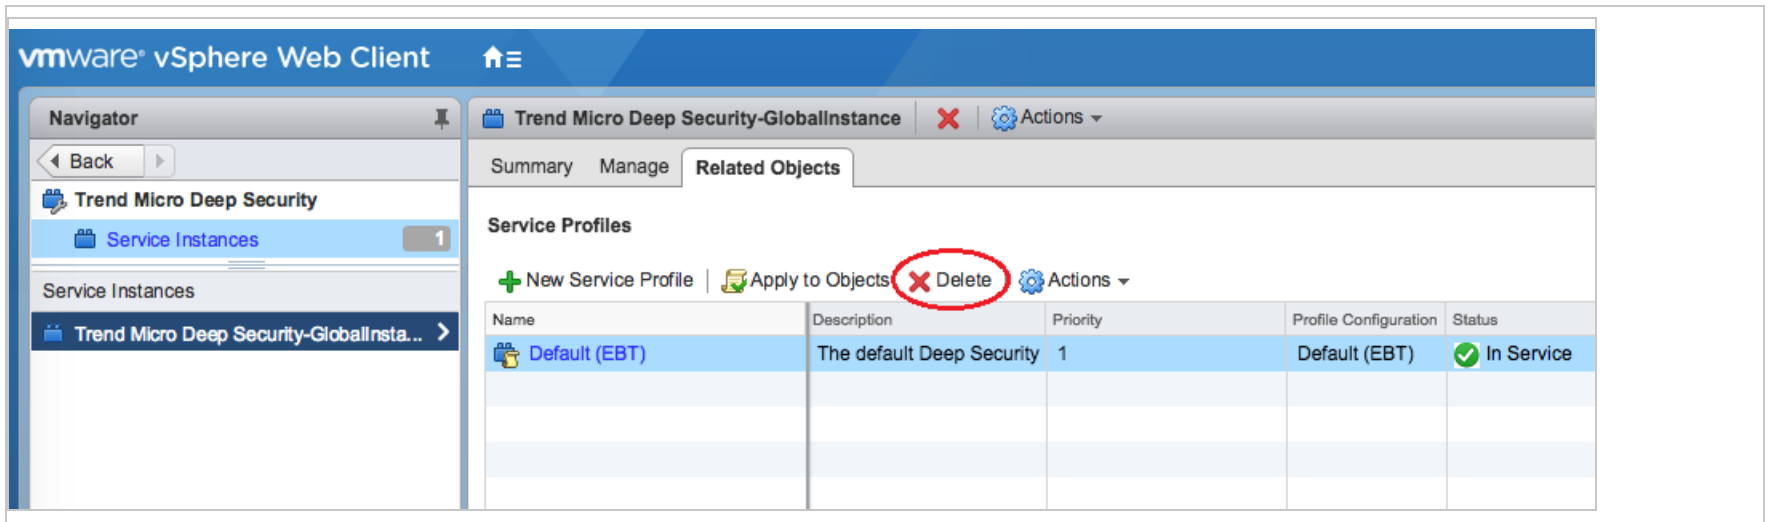 vmware® vSphere Web Client
Navigator
Back
Trend Micro Deep Security
Service Instances 1
Service Instances
Trend Micro Deep Security-GlobalInsta...
Trend Micro Deep Security-GlobalInstance Actions
Summary Manage Related Objects
Service Profiles
New Service Profile Apply to Objects Delete Actions
Name Description Priority Profile Configuration Status
Default (EBT) The default Deep Security 1 Default (EBT) In Service